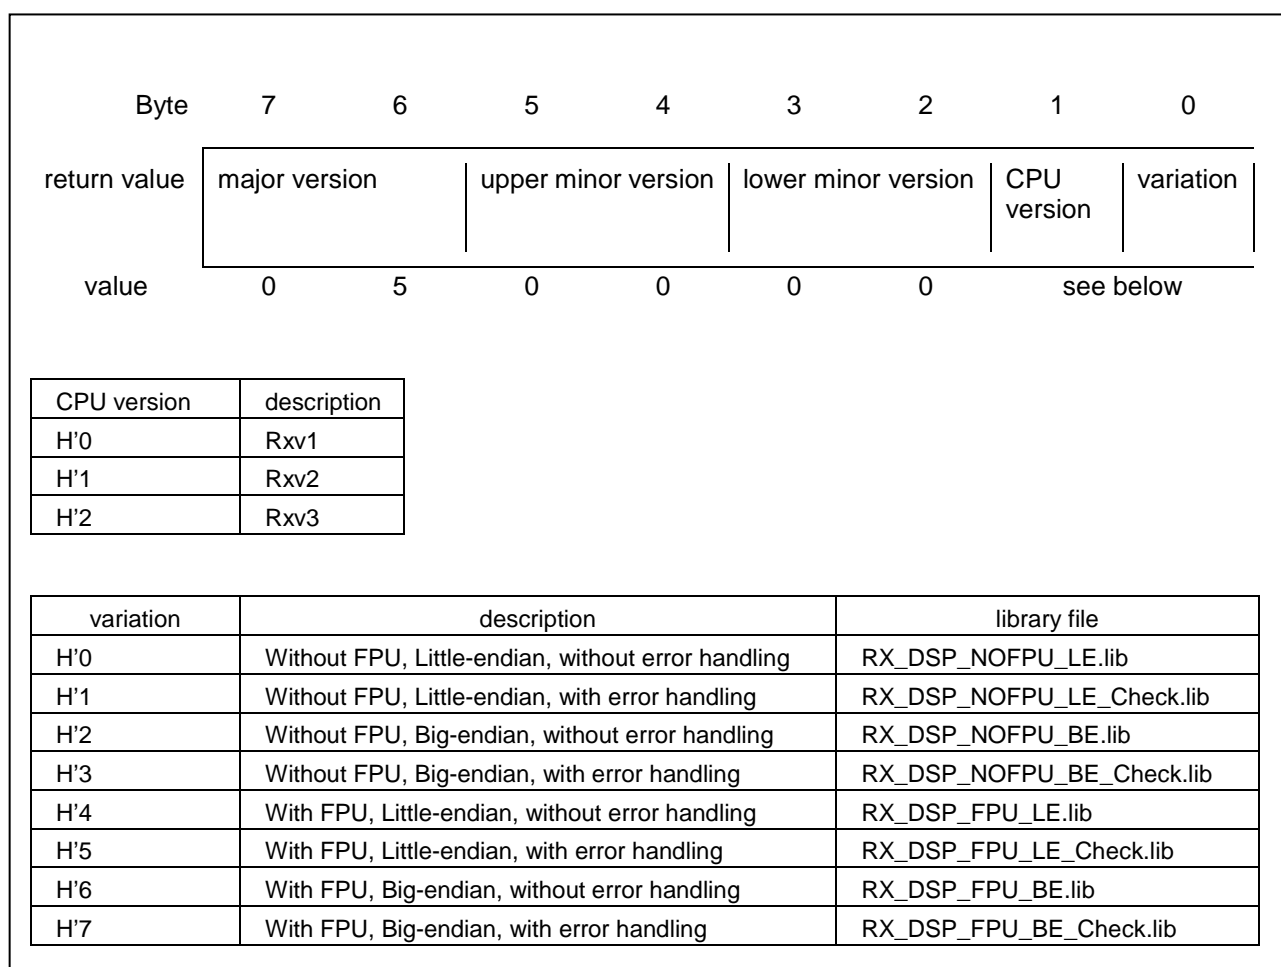 Byte 7 6 5 4 3 2 1 0
return value major version upper minor version lower minor version CPU version variation
value 0 5 0 0 0 0 see below
CPU version description
H’0 Rxv1
H’1 Rxv2
H’2 Rxv3
variation description library file
H’0 Without FPU, Little-endian, without error handling RX_DSP_NOFPU_LE.lib
H’1 Without FPU, Little-endian, with error handling RX_DSP_NOFPU_LE_Check.lib
H’2 Without FPU, Big-endian, without error handling RX_DSP_NOFPU_BE.lib
H’3 Without FPU, Big-endian, with error handling RX_DSP_NOFPU_BE_Check.lib
H’4 With FPU, Little-endian, without error handling RX_DSP_FPU_LE.lib
H’5 With FPU, Little-endian, with error handling RX_DSP_FPU_LE_Check.lib
H’6 With FPU, Big-endian, without error handling RX_DSP_FPU_BE.lib
H’7 With FPU, Big-endian, with error handling RX_DSP_FPU_BE_Check.lib